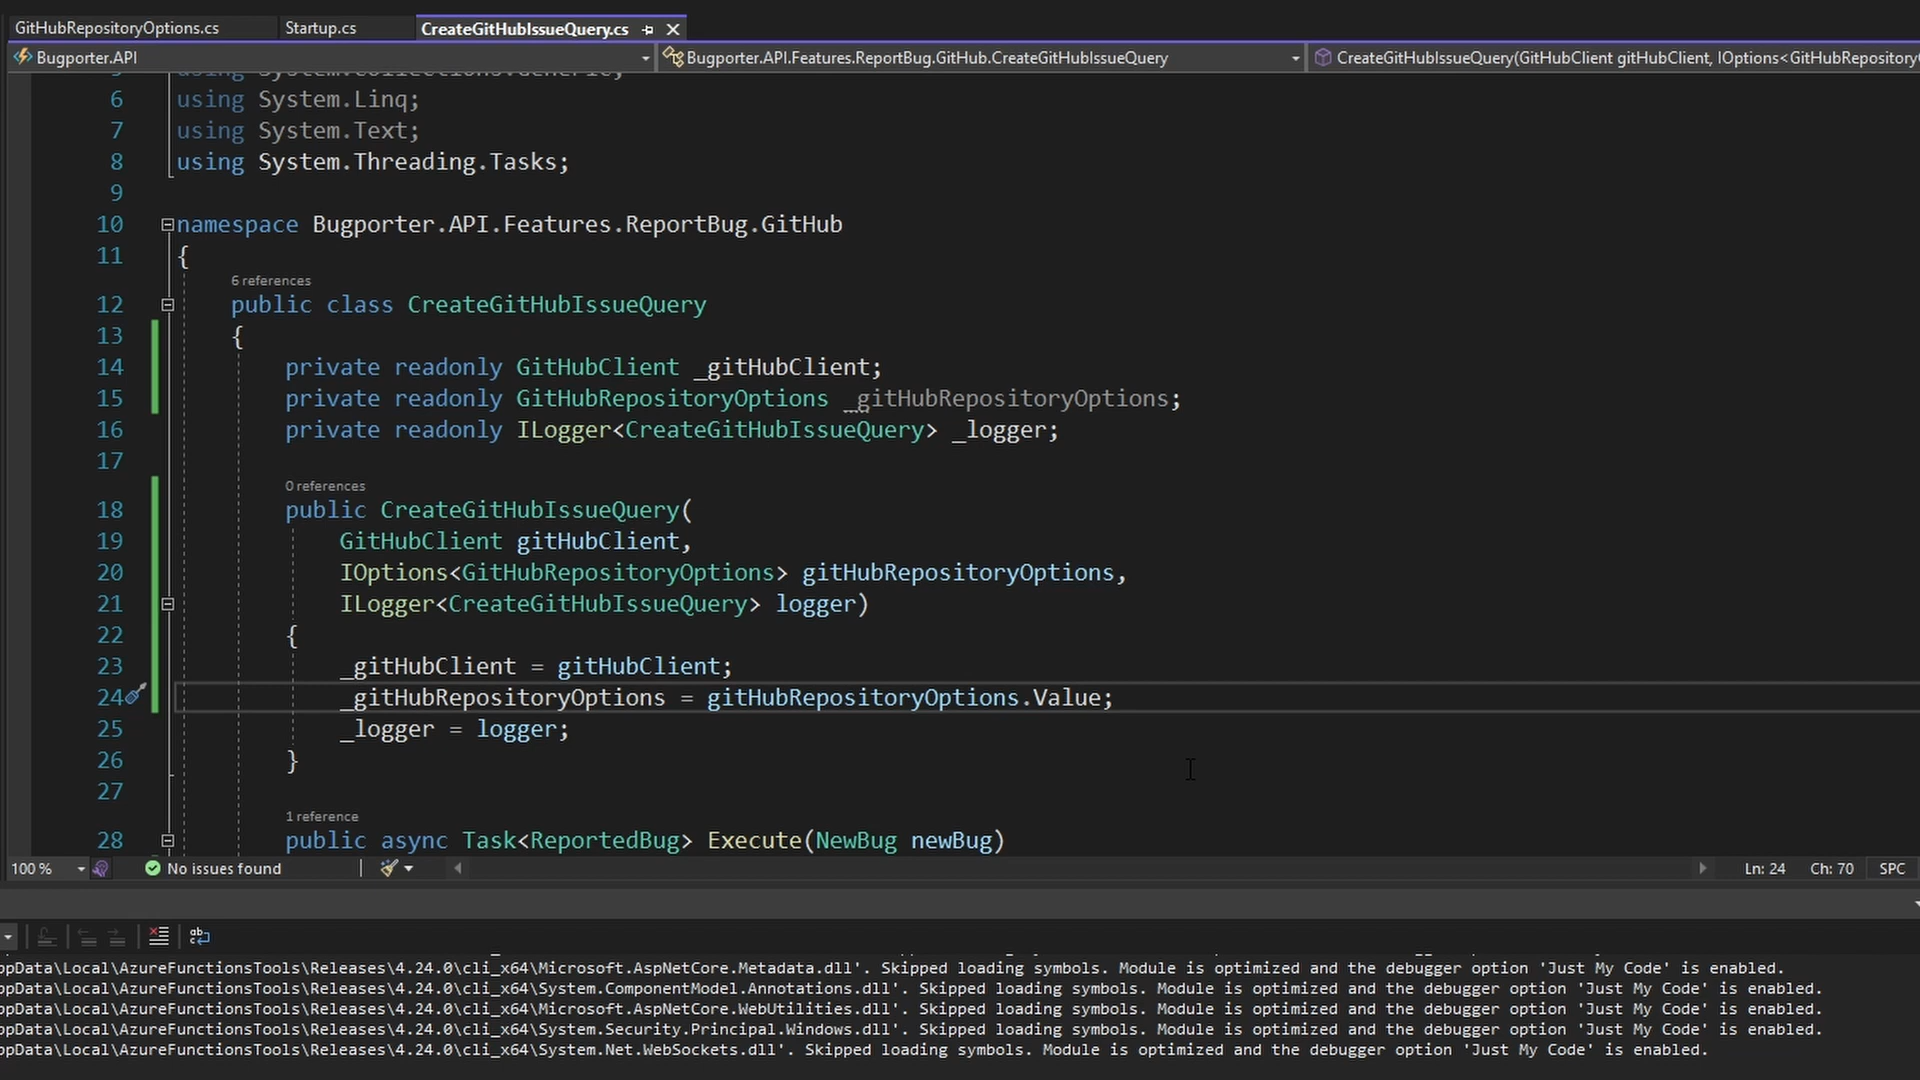 GitHubRepositoryOptions.cs Startup.cs CreateGitHubIssueQuery.cs
Bugporter.API Bugporter.API.Features.ReportBug.GitHub.CreateGitHubIssueQuery CreateGitHubIssueQuery(GitHubClient gitHubClient, IOptions<GitHubRepositoryO
using System.Collections.Generic;
6 using System.Linq;
7 using System.Text;
8 using System.Threading.Tasks;
9
10 namespace Bugporter.API.Features.ReportBug.GitHub
11 {
6 references
12 public class CreateGitHubIssueQuery
13 {
14 private readonly GitHubClient _gitHubClient;
15 private readonly GitHubRepositoryOptions _gitHubRepositoryOptions;
16 private readonly ILogger<CreateGitHubIssueQuery> _logger;
17
0 references
18 public CreateGitHubIssueQuery(
19 GitHubClient gitHubClient,
20 IOptions<GitHubRepositoryOptions> gitHubRepositoryOptions,
21 ILogger<CreateGitHubIssueQuery> logger)
22 {
23 _gitHubClient = gitHubClient;
24 _gitHubRepositoryOptions = gitHubRepositoryOptions.Value;
25 _logger = logger;
26 }
27
1 reference
28 public async Task<ReportedBug> Execute(NewBug newBug)
100 % No issues found Ln: 24 Ch: 70 SPC
ppData\Local\AzureFunctionsTools\Releases\4.24.0\cli_x64\Microsoft.AspNetCore.Metadata.dll'. Skipped loading symbols. Module is optimized and the debugger option 'Just My Code' is enabled.
ppData\Local\AzureFunctionsTools\Releases\4.24.0\cli_x64\System.ComponentModel.Annotations.dll'. Skipped loading symbols. Module is optimized and the debugger option 'Just My Code' is enabled.
ppData\Local\AzureFunctionsTools\Releases\4.24.0\cli_x64\Microsoft.AspNetCore.WebUtilities.dll'. Skipped loading symbols. Module is optimized and the debugger option 'Just My Code' is enabled.
ppData\Local\AzureFunctionsTools\Releases\4.24.0\cli_x64\System.Security.Principal.Windows.dll'. Skipped loading symbols. Module is optimized and the debugger option 'Just My Code' is enabled.
ppData\Local\AzureFunctionsTools\Releases\4.24.0\cli_x64\System.Net.WebSockets.dll'. Skipped loading symbols. Module is optimized and the debugger option 'Just My Code' is enabled.